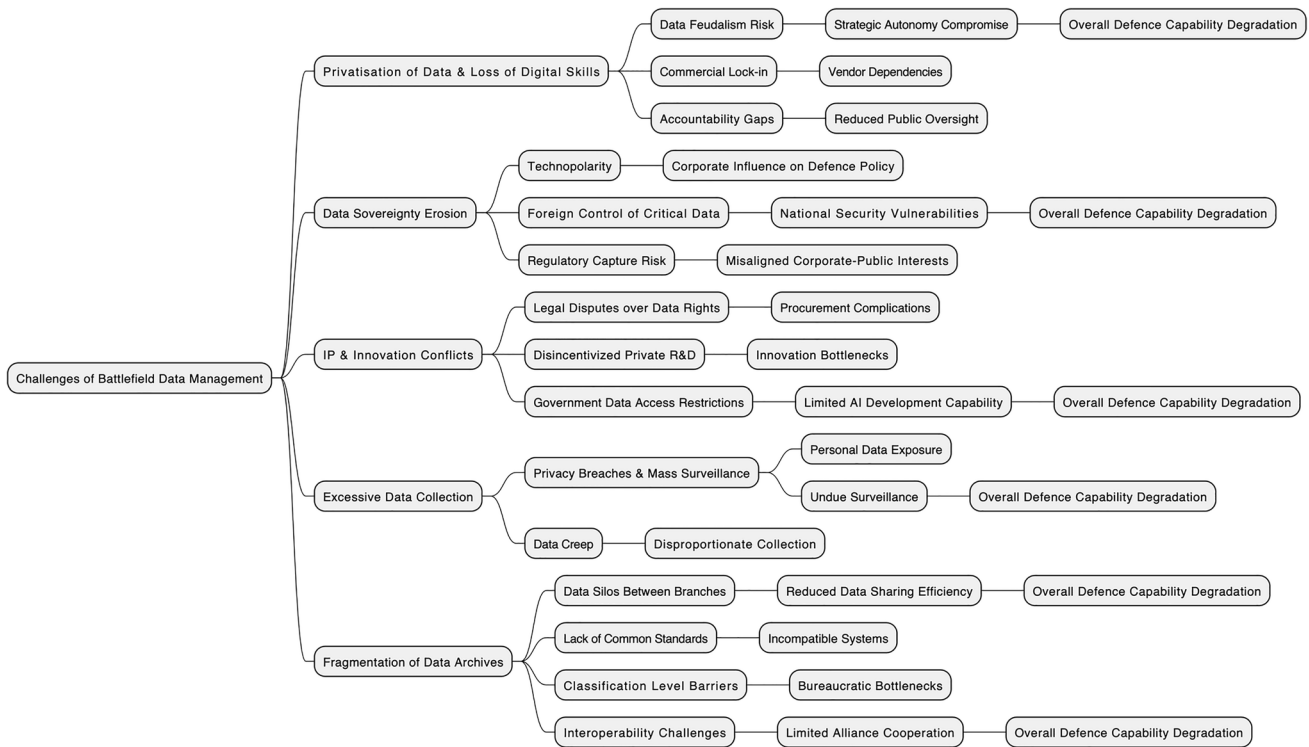 Challenges of Battlefield Data Management
Privatisation of Data & Loss of Digital Skills
Data Feudalism Risk
Strategic Autonomy Compromise
Overall Defence Capability Degradation
Commercial Lock-in
Vendor Dependencies
Accountability Gaps
Reduced Public Oversight
Data Sovereignty Erosion
Technopolarity
Corporate Influence on Defence Policy
Foreign Control of Critical Data
National Security Vulnerabilities
Overall Defence Capability Degradation
Regulatory Capture Risk
Misaligned Corporate-Public Interests
IP & Innovation Conflicts
Legal Disputes over Data Rights
Procurement Complications
Disincentivized Private R&D
Innovation Bottlenecks
Government Data Access Restrictions
Limited AI Development Capability
Overall Defence Capability Degradation
Excessive Data Collection
Privacy Breaches & Mass Surveillance
Personal Data Exposure
Undue Surveillance
Overall Defence Capability Degradation
Data Creep
Disproportionate Collection
Fragmentation of Data Archives
Data Silos Between Branches
Reduced Data Sharing Efficiency
Overall Defence Capability Degradation
Lack of Common Standards
Incompatible Systems
Classification Level Barriers
Bureaucratic Bottlenecks
Interoperability Challenges
Limited Alliance Cooperation
Overall Defence Capability Degradation